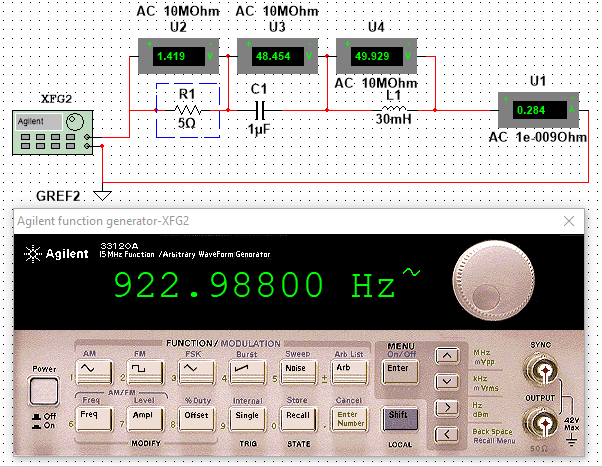 AC 10MOhm AC 10MOhm
U2 U3 U4
1.419 V 48.454 V 49.929 V
AC 10MOhm
XFG2 R1 C1 L1 U1
Agilent
5Ω 1µF 30mH
0.284 A
AC 1e-009Ohm
GREF2
Agilent function generator-XFG2
Agilent 33120A
15 MHz Function / Arbitrary Waveform Generator
922.98800 Hz~
FUNCTION/MODULATION MENU
AM FM FSK Burst Sweep Arb List On/Off
Power
1 2 3 4 5 ± Noise Arb Enter
AM/FM
Freq Level % Duty Internal Store Cancel
6 Freq 7 Ampl 8 Offset 9 Single 0 Recall . Enter Number Shift
MODIFY TRIG STATE LOCAL
Off
On
MHz
mVpp
kHz
mVrms
Hz
dBm
Back Space
Recall Menu
SYNC
OUTPUT
42V
Max
50Ω